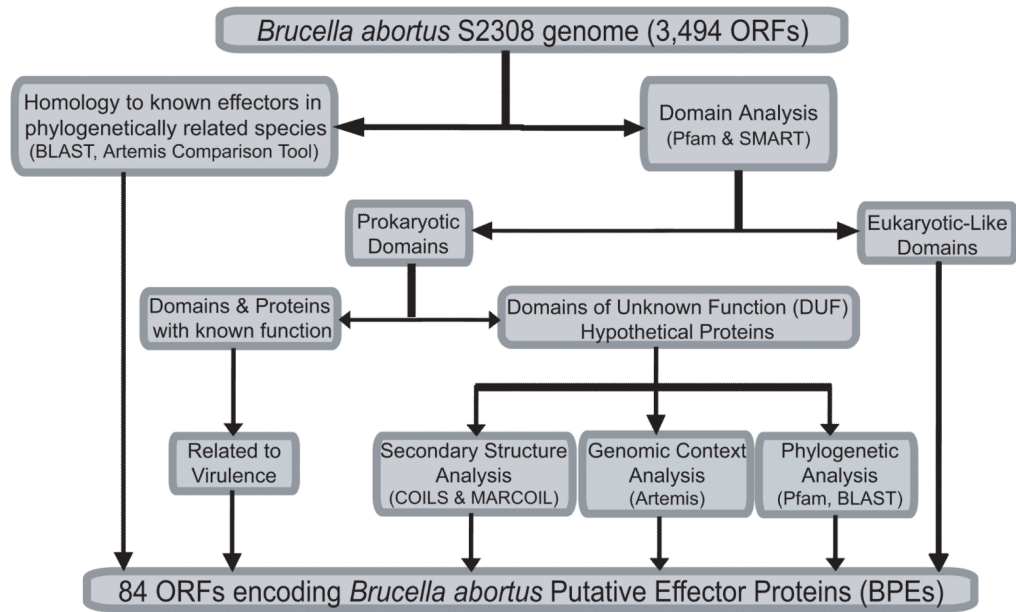 Brucella abortus S2308 genome (3,494 ORFs)
Homology to known effectors in
phylogenetically related species
(BLAST, Artemis Comparison Tool)
Domain Analysis
(Pfam & SMART)
Prokaryotic
Domains
Eukaryotic-Like
Domains
Domains & Proteins
with known function
Domains of Unknown Function (DUF)
Hypothetical Proteins
Related to
Virulence
Secondary Structure
Analysis
(COILS & MARCOIL)
Genomic Context
Analysis
(Artemis)
Phylogenetic
Analysis
(Pfam, BLAST)
84 ORFs encoding Brucella abortus Putative Effector Proteins (BPEs)